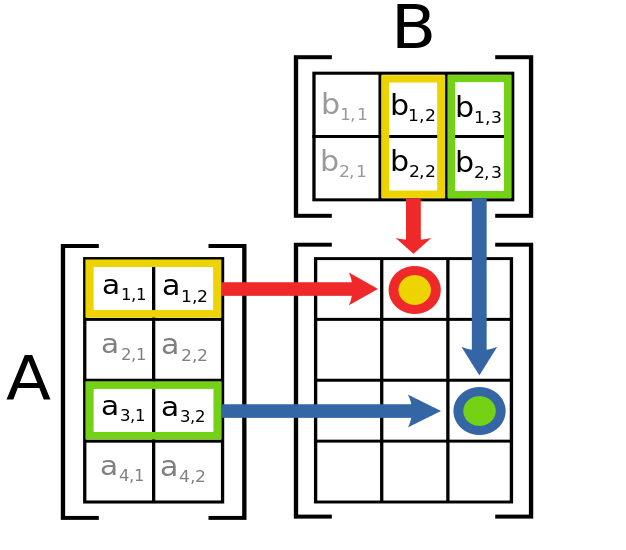 B
b1,1 b1,2 b1,3
b2,1 b2,2 b2,3
A
a1,1 a1,2
a2,1 a2,2
a3,1 a3,2
a4,1 a4,2